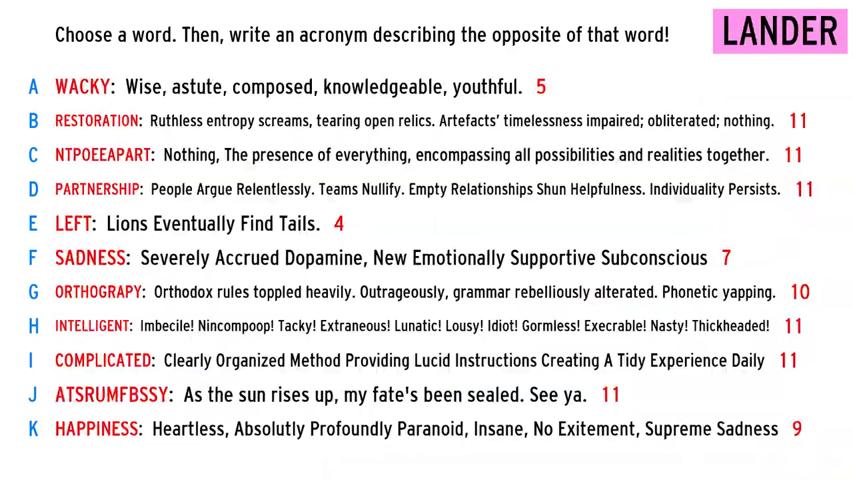 Choose a word. Then, write an acronym describing the opposite of that word!
LANDER
A WACKY: Wise, astute, composed, knowledgeable, youthful. 5
B RESTORATION: Ruthless entropy screams, tearing open relics. Artefacts' timelessness impaired; obliterated; nothing. 11
C NTPOEEAPART: Nothing, The presence of everything, encompassing all possibilities and realities together. 11
D PARTNERSHIP: People Argue Relentlessly. Teams Nullify. Empty Relationships Shun Helpfulness. Individuality Persists. 11
E LEFT: Lions Eventually Find Tails. 4
F SADNESS: Severely Accrued Dopamine, New Emotionally Supportive Subconscious 7
G ORTHOGRAPY: Orthodox rules toppled heavily. Outrageously, grammar rebelliously alterated. Phonetic yapping. 10
H INTELLIGENT: Imbecile! Nincompoop! Tacky! Extraneous! Lunatic! Lousy! Idiot! Gormless! Execrable! Nasty! Thickheaded! 11
I COMPLICATED: Clearly Organized Method Providing Lucid Instructions Creating A Tidy Experience Daily 11
J ATSRUMFBSSY: As the sun rises up, my fate's been sealed. See ya. 11
K HAPPINESS: Heartless, Absolutly Profoundly Paranoid, Insane, No Exitement, Supreme Sadness 9